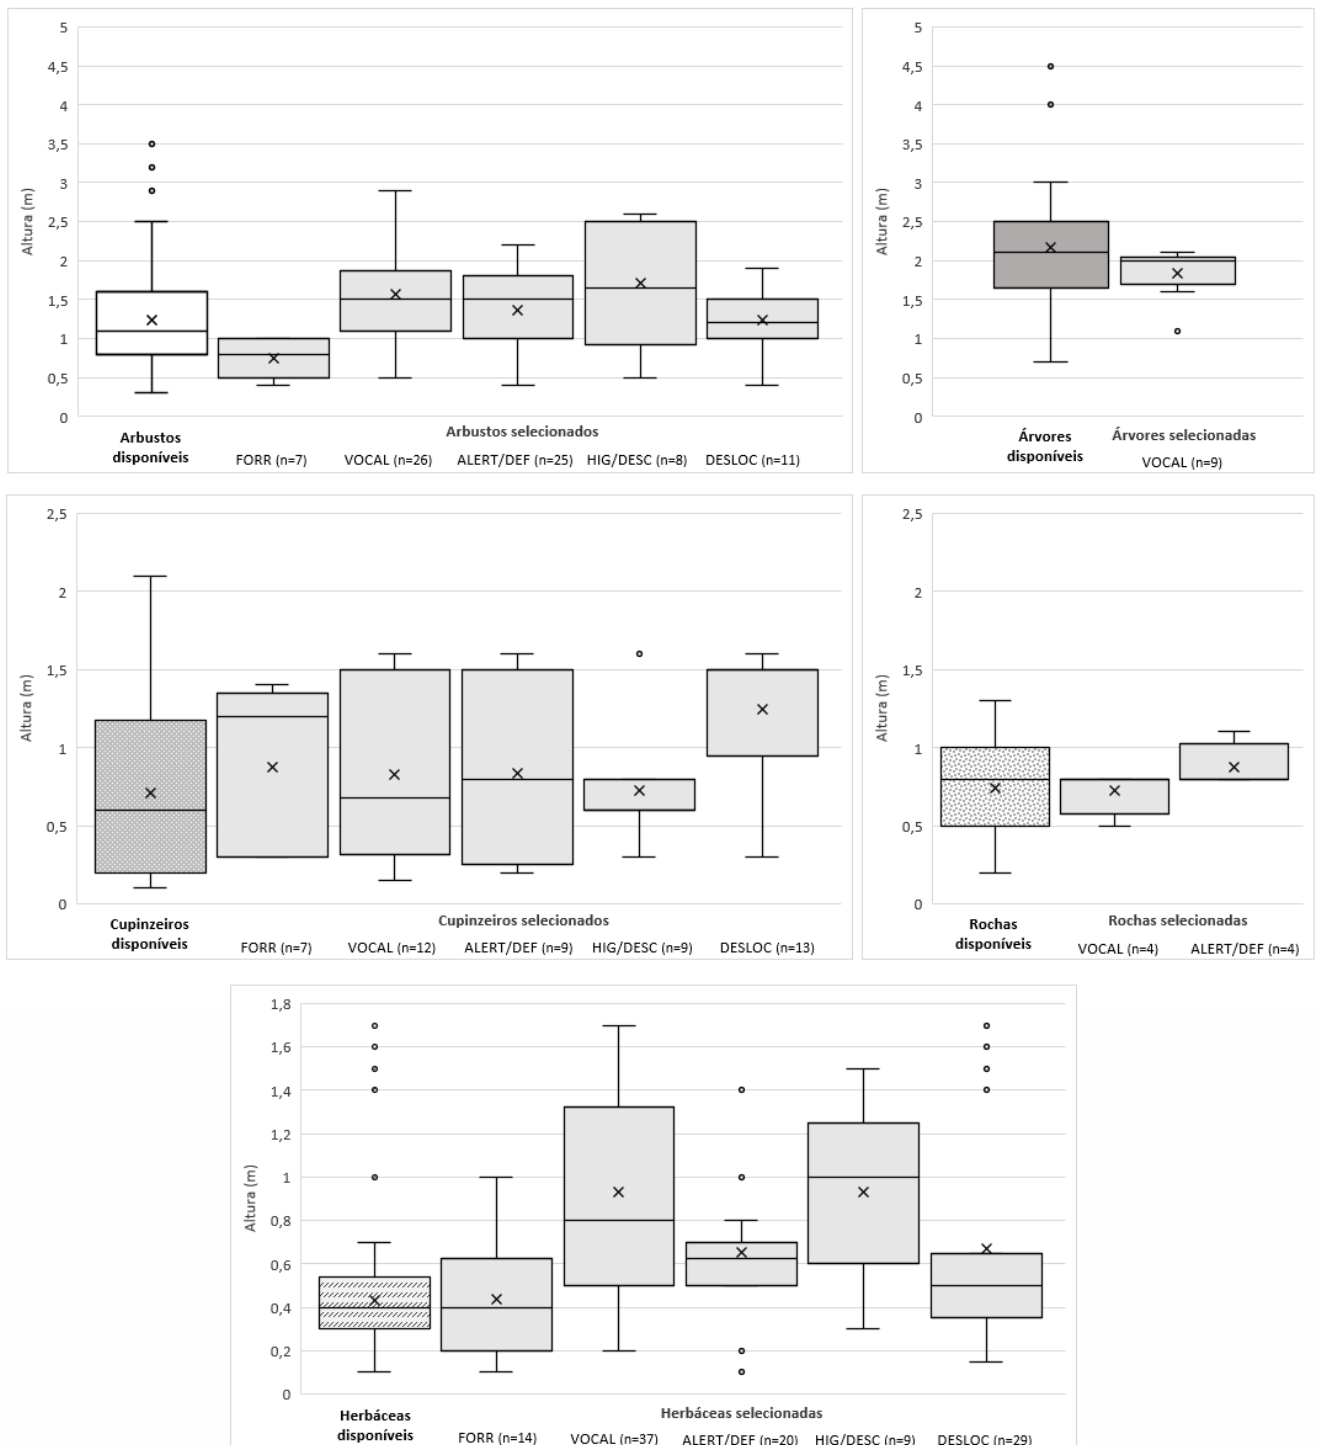 5
4,5
4
3,5
3
2,5
2
1,5
1
0,5
0
Altura (m)
Arbustos
disponíveis
Arbustos selecionados
FORR (n=7) VOCAL (n=26) ALERT/DEF (n=25) HIG/DESC (n=8) DESLOC (n=11)
5
4,5
4
3,5
3
2,5
2
1,5
1
0,5
0
Altura (m)
Árvores
disponíveis
Árvores selecionadas
VOCAL (n=9)
2,5
2
1,5
1
0,5
0
Altura (m)
Cupinzeiros
disponíveis
Cupinzeiros selecionados
FORR (n=7) VOCAL (n=12) ALERT/DEF (n=9) HIG/DESC (n=9) DESLOC (n=13)
2,5
2
1,5
1
0,5
0
Altura (m)
Rochas
disponíveis
Rochas selecionadas
VOCAL (n=4) ALERT/DEF (n=4)
1,8
1,6
1,4
1,2
1
0,8
0,6
0,4
0,2
0
Altura (m)
Herbáceas
disponíveis
Herbáceas selecionadas
FORR (n=14) VOCAL (n=37) ALERT/DEF (n=20) HIG/DESC (n=9) DESLOC (n=29)